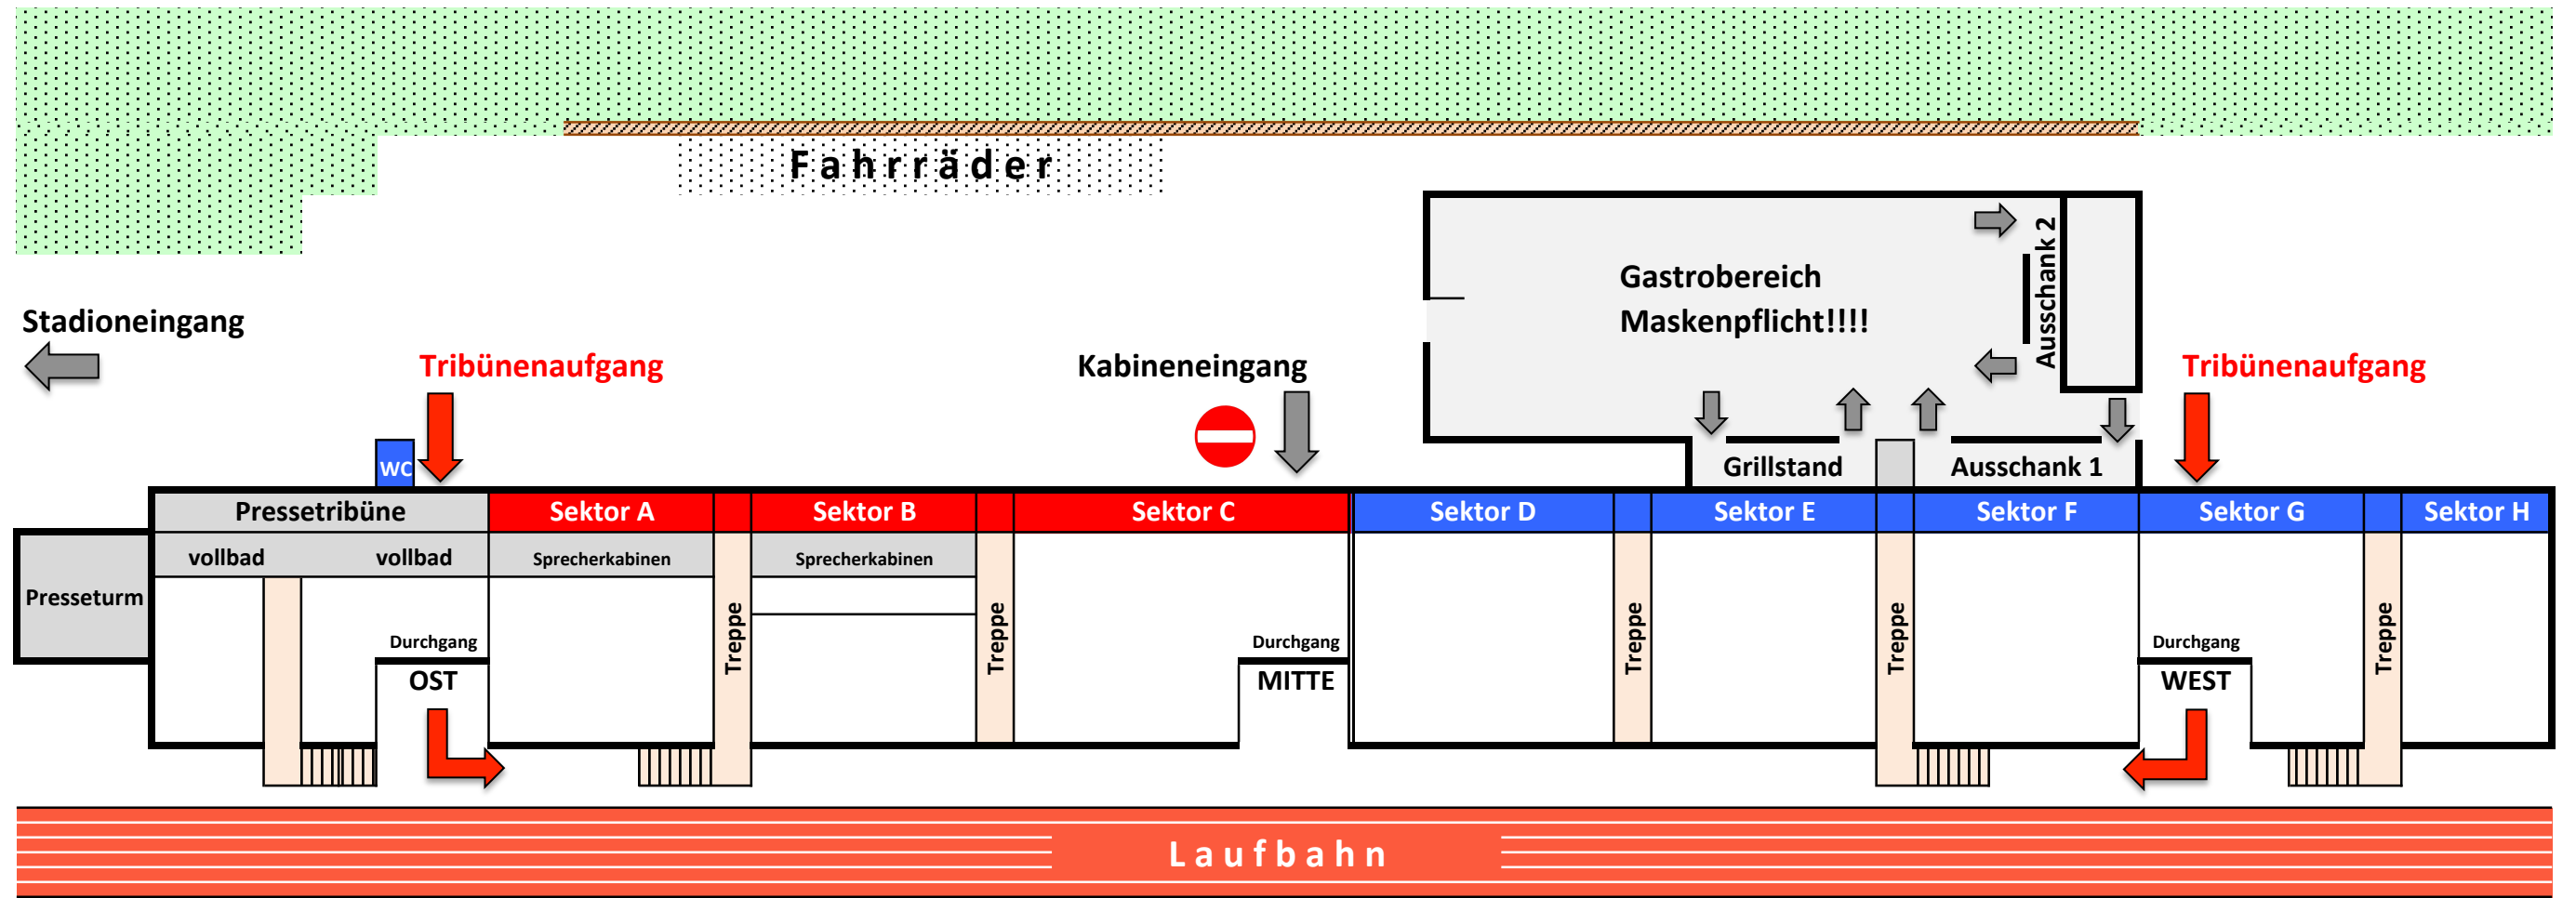 Fahrräder
Ausschank 2
Gastrobereich
Maskenpflicht!!!!
Stadioneingang
Tribünenaufgang
Kabineneingang
Tribünenaufgang
WC
Grillstand
Ausschank 1
Pressetribüne
Sektor A
Sektor B
Sektor C
Sektor D
Sektor E
Sektor F
Sektor G
Sektor H
vollbad
vollbad
Sprecherkabinen
Sprecherkabinen
Presseturm
Treppe
Treppe
Treppe
Treppe
Treppe
Durchgang
OST
Durchgang
MITTE
Durchgang
WEST
Laufbahn